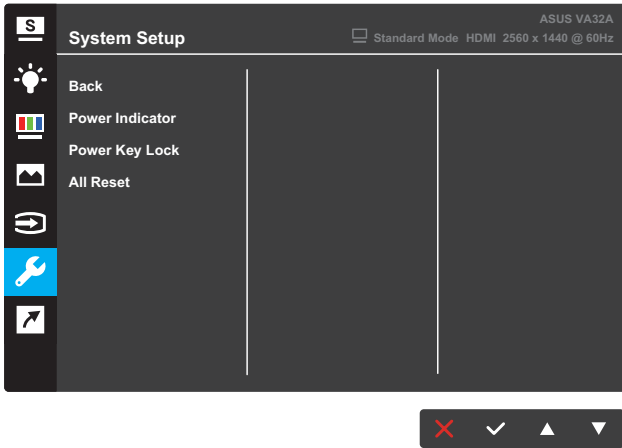 S
ASUS VA32A
System Setup
Standard Mode HDMI 2560 x 1440 @ 60Hz
Back
Power Indicator
Power Key Lock
All Reset